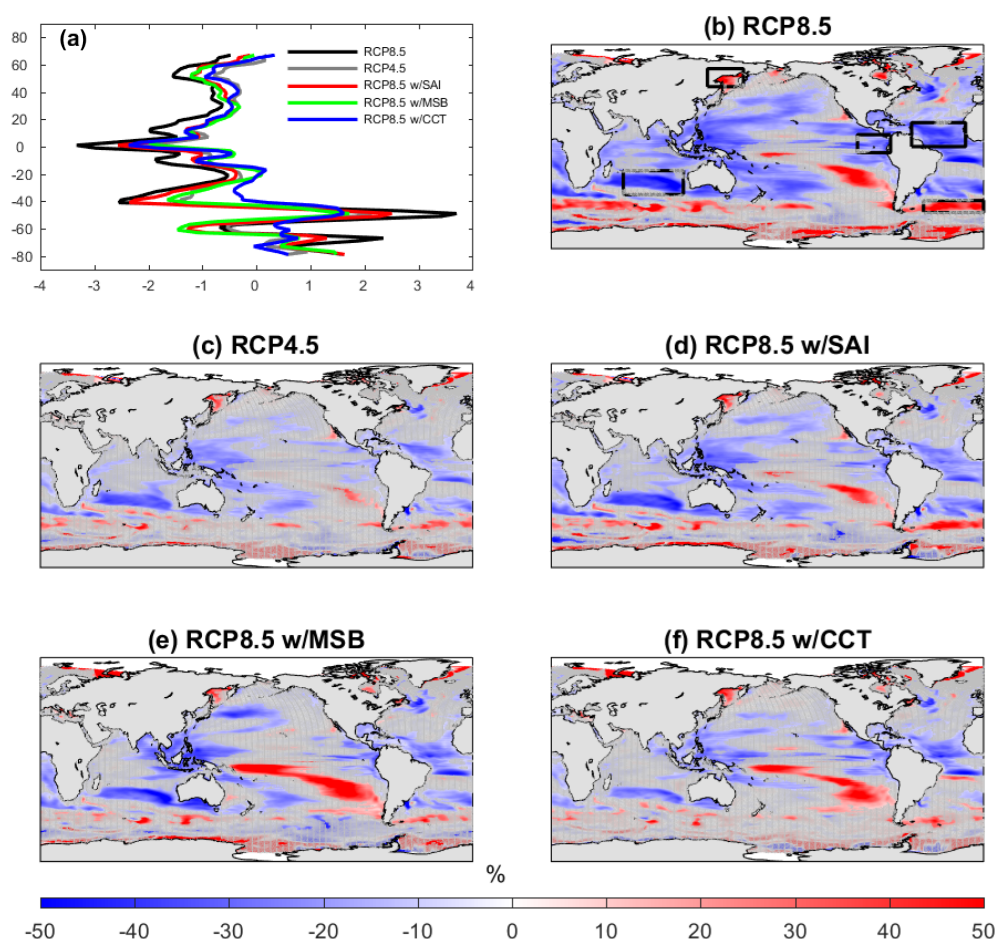 (a)
80
60
40
20
0
-20
-40
-60
-80
-4 -3 -2 -1 0 1 2 3 4
RCP8.5
RCP4.5
RCP8.5 w/SAI
RCP8.5 w/MSB
RCP8.5 w/CCT
(b) RCP8.5
(c) RCP4.5
(d) RCP8.5 w/SAI
(e) RCP8.5 w/MSB
(f) RCP8.5 w/CCT
%
-50 -40 -30 -20 -10 0 10 20 30 40 50